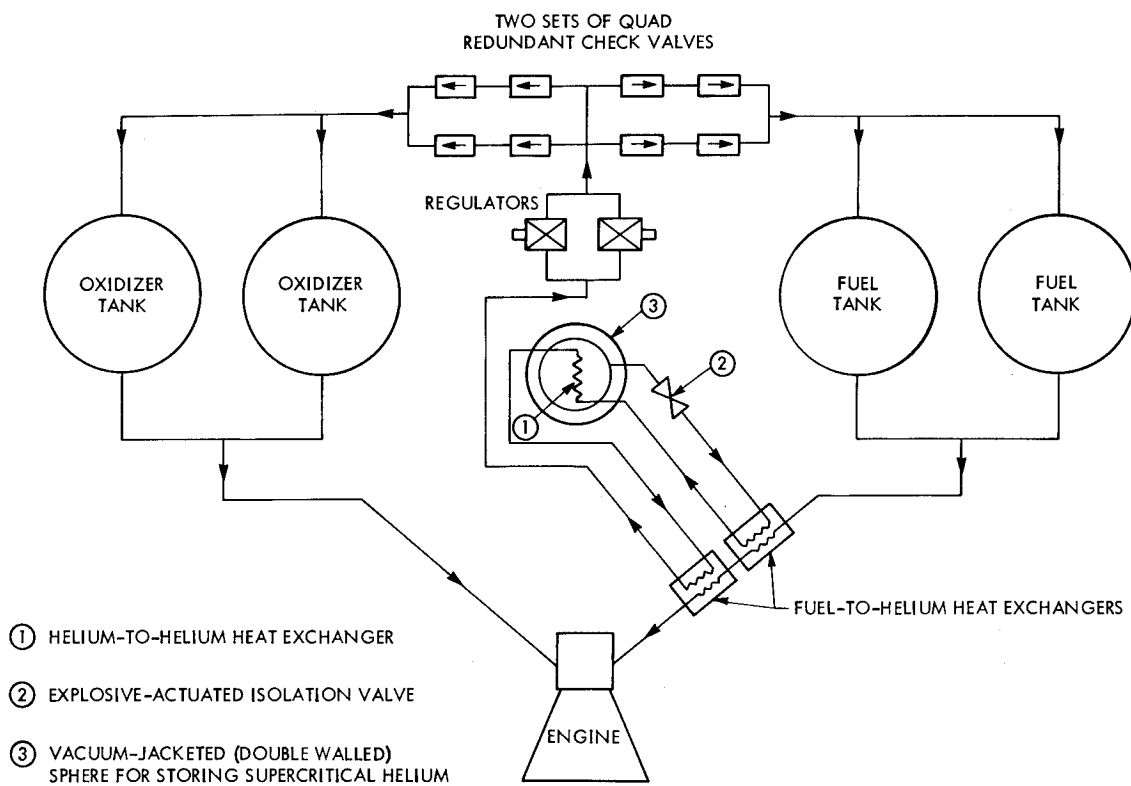 TWO SETS OF QUAD
REDUNDANT CHECK VALVES
REGULATORS
OXIDIZER
TANK
OXIDIZER
TANK
FUEL
TANK
FUEL
TANK
3
2
1
FUEL-TO-HELIUM HEAT EXCHANGERS
1 HELIUM-TO-HELIUM HEAT EXCHANGER
2 EXPLOSIVE-ACTUATED ISOLATION VALVE
3 VACUUM-JACKETED (DOUBLE WALLED)
SPHERE FOR STORING SUPERCRITICAL HELIUM
ENGINE